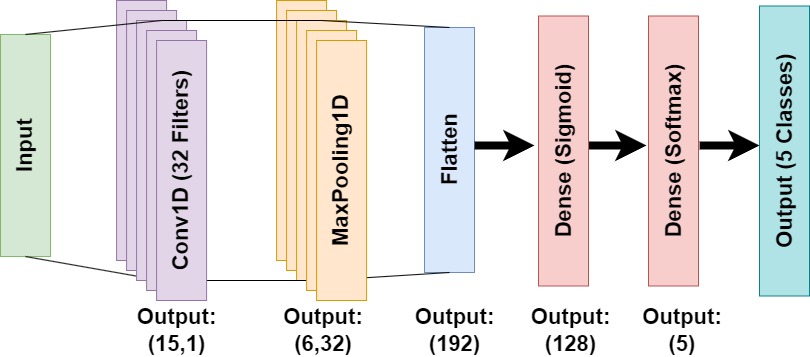 Input
Conv1D (32 Filters)
MaxPooling1D
Flatten
Dense (Sigmoid)
Dense (Softmax)
Output (5 Classes)
Output:
(15,1)
Output:
(6,32)
Output:
(192)
Output:
(128)
Output:
(5)